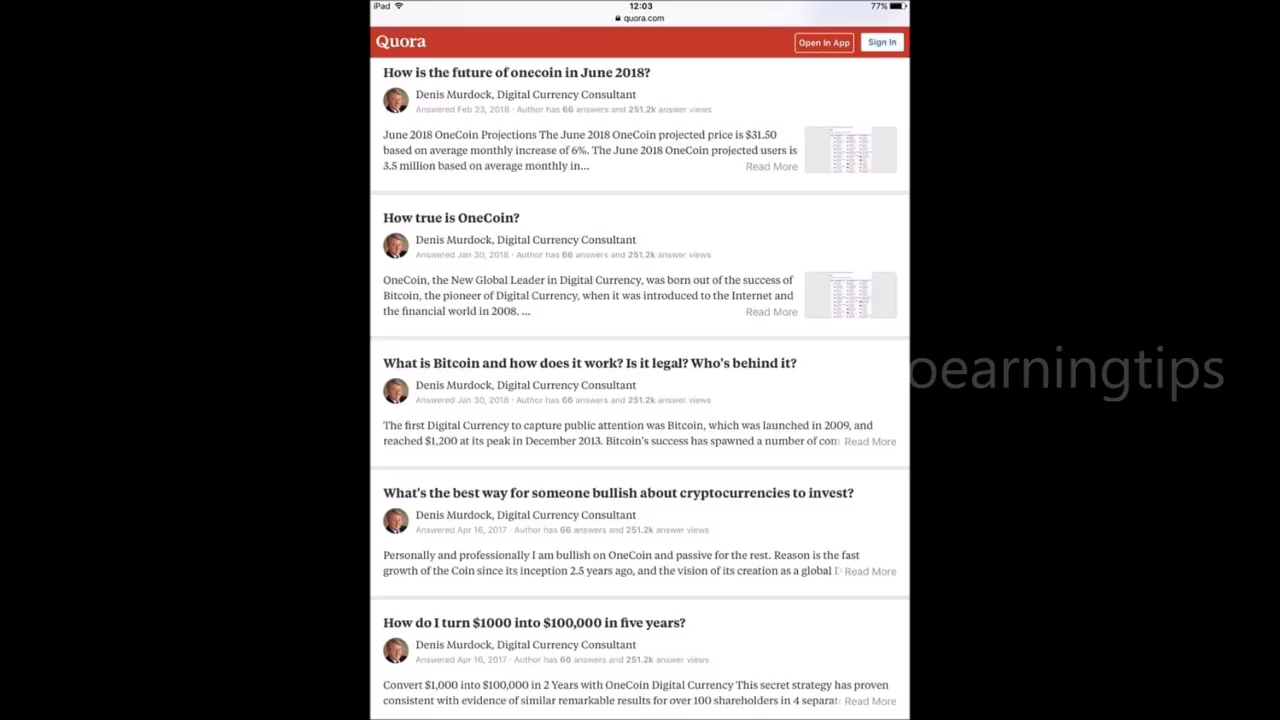 iPad 12:03 77%
quora.com
Quora Open In App Sign In
How is the future of onecoin in June 2018?
Denis Murdock, Digital Currency Consultant
Answered Feb 23, 2018 · Author has 66 answers and 251.2k answer views
June 2018 OneCoin Projections The June 2018 OneCoin projected price is $31.50
based on average monthly increase of 6%. The June 2018 OneCoin projected users is
3.5 million based on average monthly in... Read More
How true is OneCoin?
Denis Murdock, Digital Currency Consultant
Answered Jan 30, 2018 · Author has 66 answers and 251.2k answer views
OneCoin, the New Global Leader in Digital Currency, was born out of the success of
Bitcoin, the pioneer of Digital Currency, when it was introduced to the Internet and
the financial world in 2008. ... Read More
What is Bitcoin and how does it work? Is it legal? Who's behind it?
Denis Murdock, Digital Currency Consultant
Answered Jan 30, 2018 · Author has 66 answers and 251.2k answer views
The first Digital Currency to capture public attention was Bitcoin, which was launched in 2009, and
reached $1,200 at its peak in December 2013. Bitcoin's success has spawned a number of com Read More
oearningtips
What's the best way for someone bullish about cryptocurrencies to invest?
Denis Murdock, Digital Currency Consultant
Answered Apr 16, 2017 · Author has 66 answers and 251.2k answer views
Personally and professionally I am bullish on OneCoin and passive for the rest. Reason is the fast
growth of the Coin since its inception 2.5 years ago, and the vision of its creation as a global Read More
How do I turn $1000 into $100,000 in five years?
Denis Murdock, Digital Currency Consultant
Answered Apr 16, 2017 · Author has 66 answers and 251.2k answer views
Convert $1,000 into $100,000 in 2 Years with OneCoin Digital Currency This secret strategy has proven
consistent with evidence of similar remarkable results for over 100 shareholders in 4 separat Read More